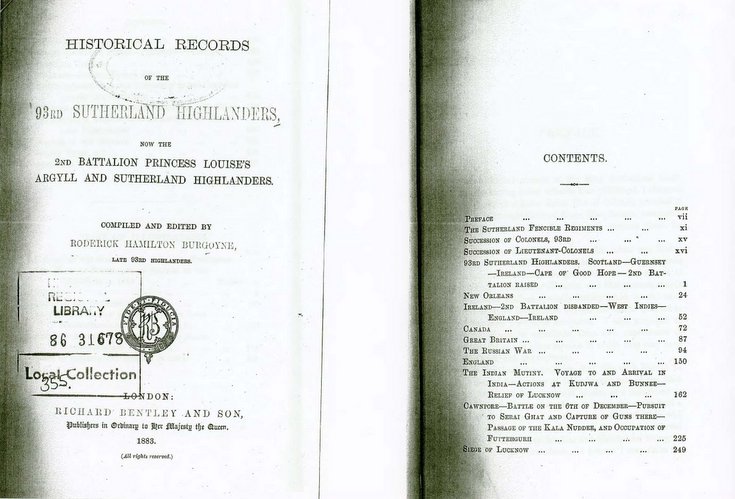 HISTORICAL RECORDS
OF THE
93RD SUTHERLAND HIGHLANDERS,
NOW THE
2ND BATTALION PRINCESS LOUISE'S
ARGYLL AND SUTHERLAND HIGHLANDERS.
COMPILED AND EDITED BY
RODERICK HAMILTON BURGOYNE,
LATE 93RD HIGHLANDERS.
LIBRARY
86 31678
Local Collection
355.
LONDON:
RICHARD BENTLEY AND SON,
Publishers in Ordinary to Her Majesty the Queen.
1883.
(All rights reserved.)
CONTENTS.
PAGE
PREFACE ... ... ... ... ... vii
THE SUTHERLAND FENCIBLE REGIMENTS ... ... ... xi
SUCCESSION OF COLONELS, 93RD ... ... ... xv
SUCCESSION OF LIEUTENANT-COLONELS ... ... xvi
93RD SUTHERLAND HIGHLANDERS. SCOTLAND—GUERNSEY
—IRELAND—CAPE OF GOOD HOPE—2ND BAT-
TALION RAISED ... ... ... ... 1
NEW ORLEANS ... ... ... ... 24
IRELAND—2ND BATTALION DISBANDED—WEST INDIES—
ENGLAND—IRELAND ... ... ... 52
CANADA ... ... ... ... ... 72
GREAT BRITAIN ... ... ... ... ... 87
THE RUSSIAN WAR ... ... ... ... ... 94
ENGLAND ... ... ... ... ... 150
THE INDIAN MUTINY. VOYAGE TO AND ARRIVAL IN
INDIA—ACTIONS AT KUDJWA AND BUNNEE—
RELIEF OF LUCKNOW ... ... ... ... 162
CAWNPORE—BATTLE ON THE 6TH OF DECEMBER—PURSUIT
TO SERAI GHAT AND CAPTURE OF GUNS THERE—
PASSAGE OF THE KALA NUDDEE, AND OCCUPATION OF
FUTTEHGURH ... ... ... ... 225
SIEGE OF LUCKNOW ... ... ... ... ... 249